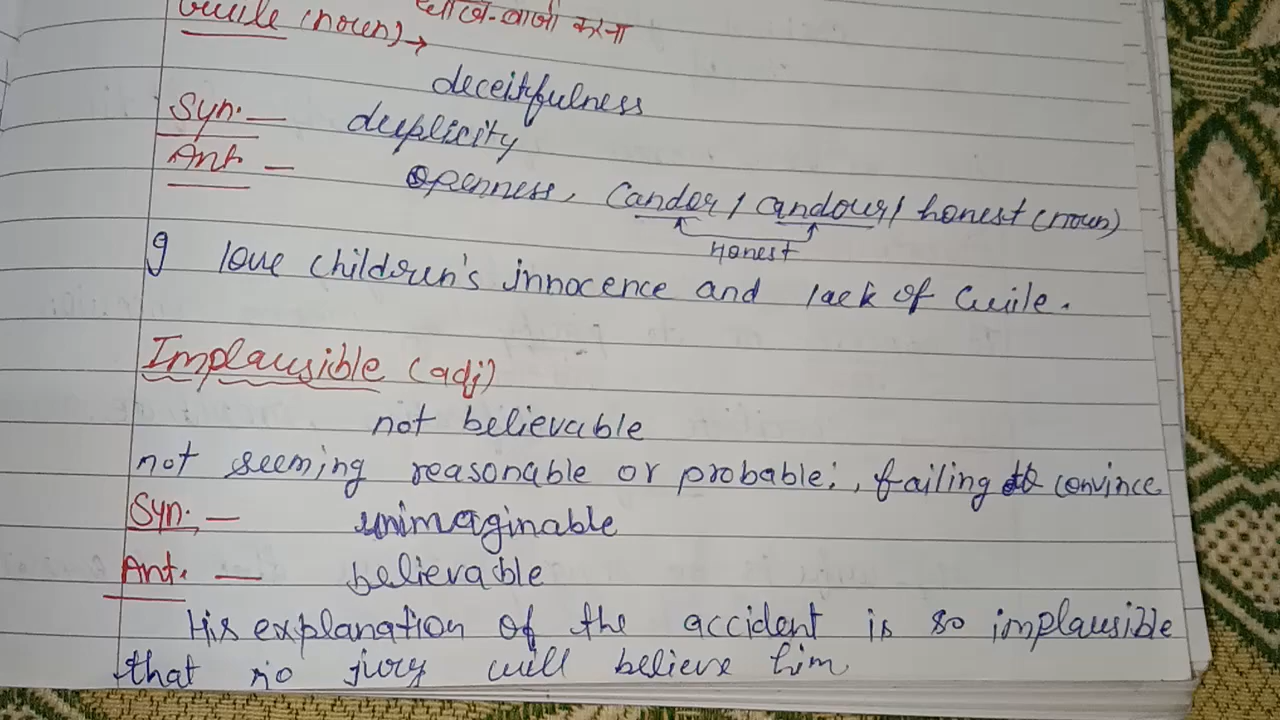 Guile (noun) → धोखे-बाजी करना
deceitfulness
Syn. — duplicity
Ant — openness, Candor / candour / honest (noun)
Honest
I love children's innocence and lack of Guile.
Implausible (adj)
not believable
not seeming reasonable or probable; , failing to convince
Syn. — unimaginable
Ant. — believable
His explanation of the accident is so implausible
that no jury will believe him